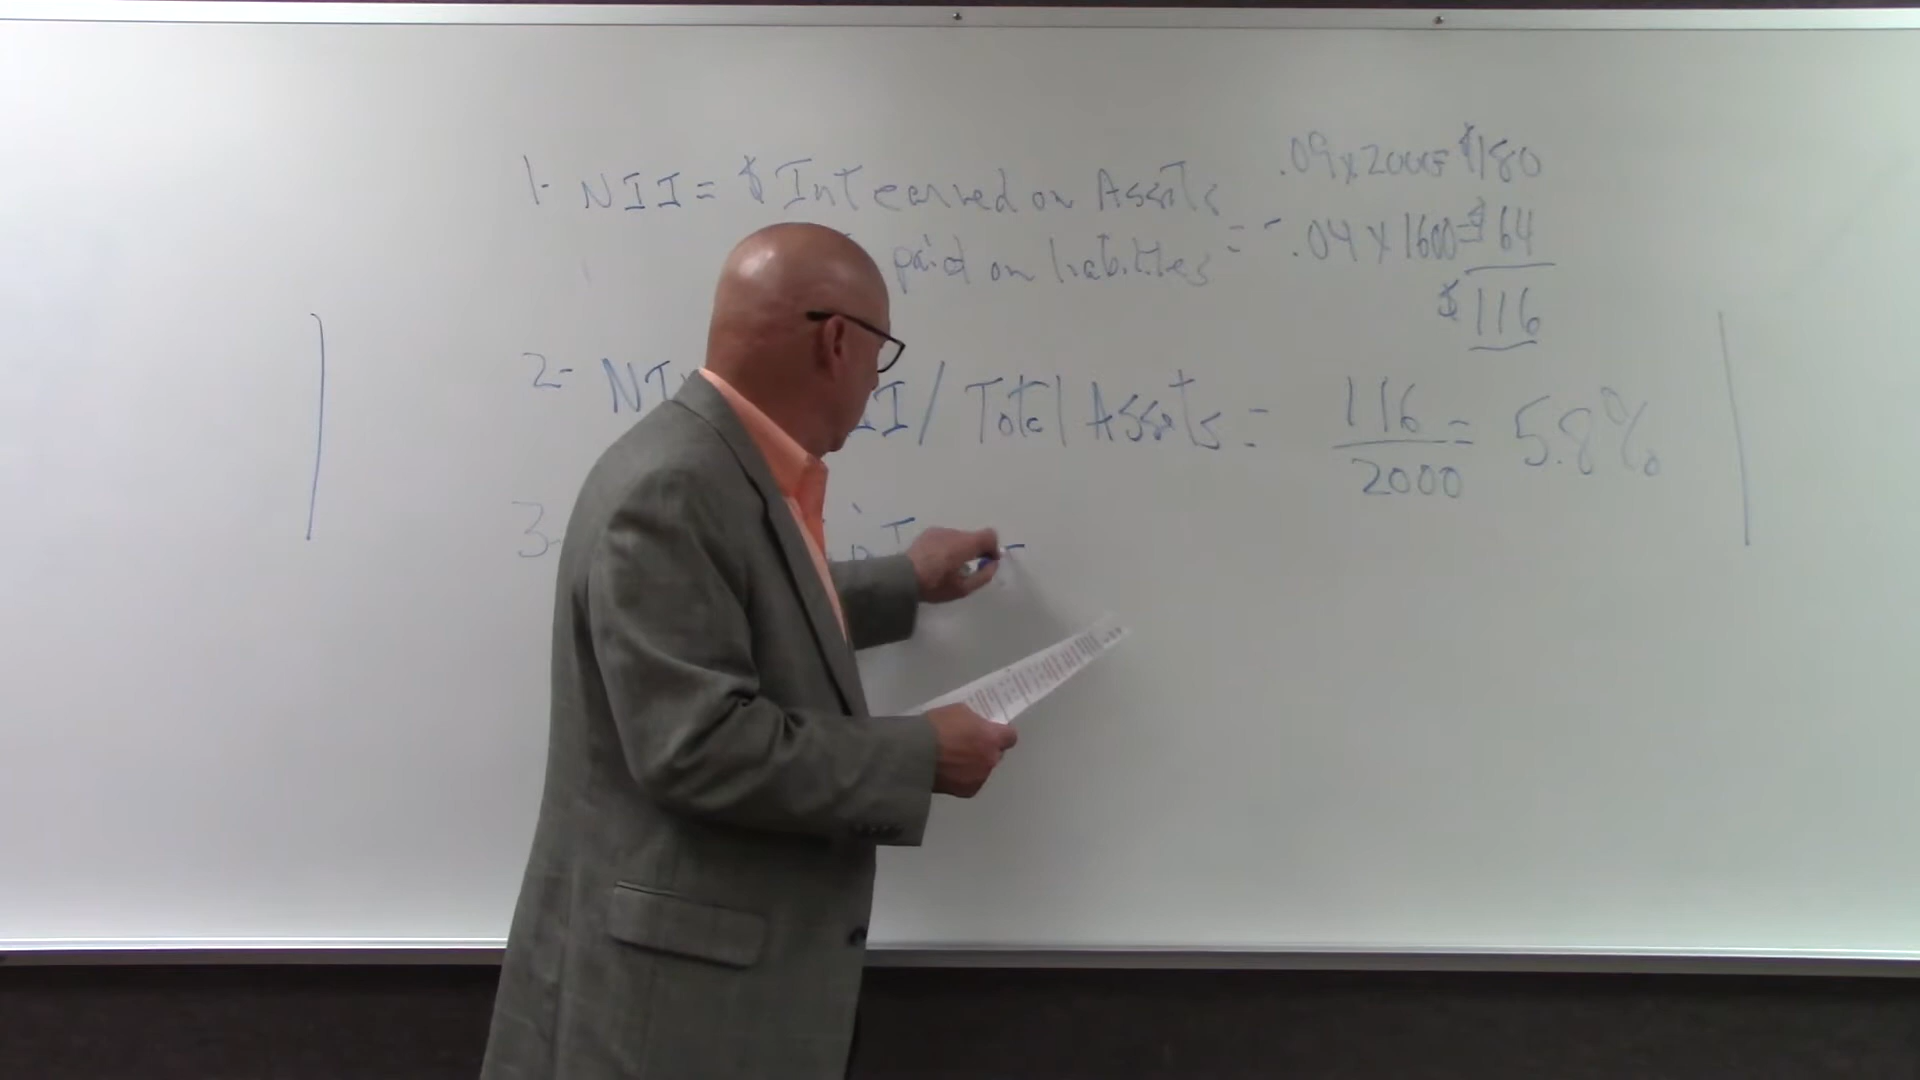 1- NII = $ Int earned on Assets .09 x 2000 = $180
paid on liabilities = - .04 x 1600 = $64
$116
2- NI II / Total Assets = 116 / 2000 = 5.8%
3-